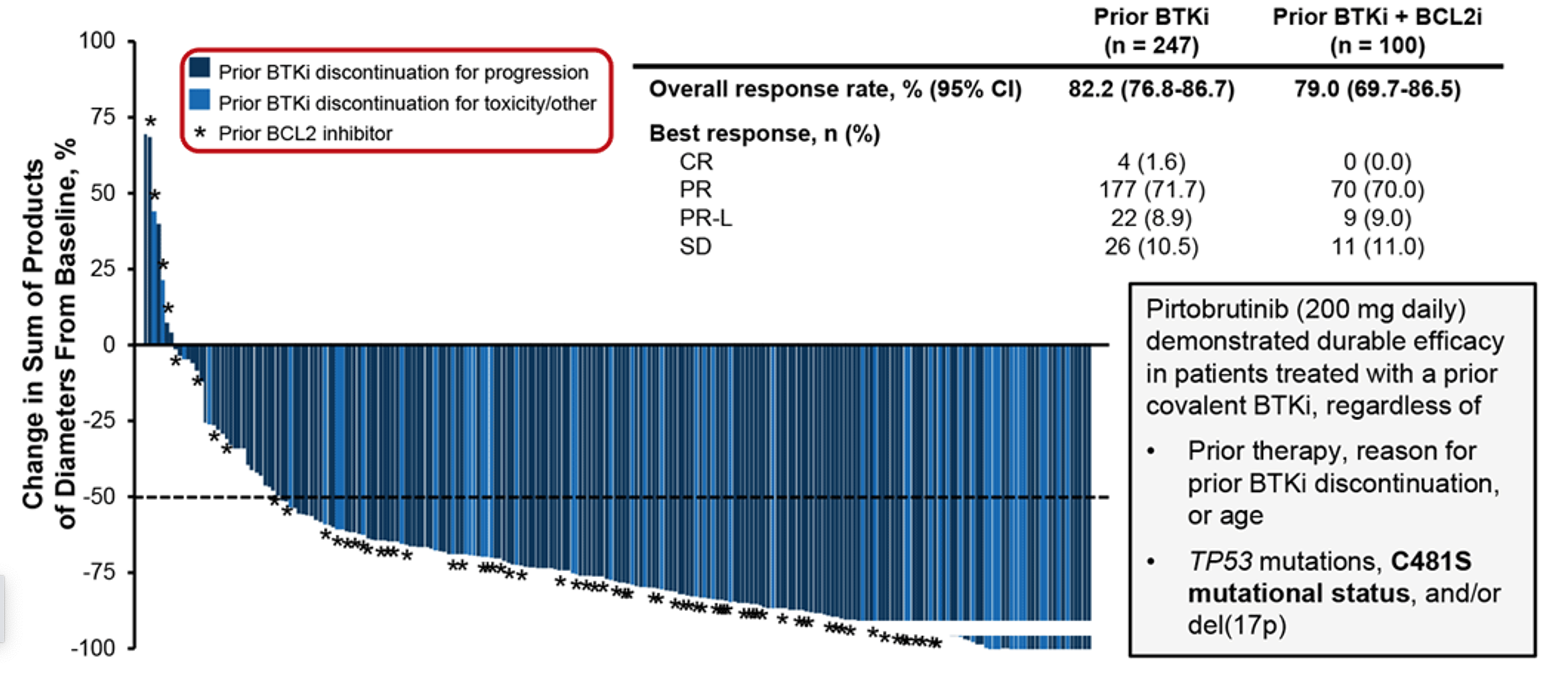 Prior BTKi
Prior BTKi + BCL2i
(n = 247)
(n = 100)
Overall response rate, % (95% CI)
82.2 (76.8-86.7)
79.0 (69.7-86.5)
Best response, n (%)
CR
4 (1.6)
0 (0.0)
PR
177 (71.7)
70 (70.0)
PR-L
22 (8.9)
9 (9.0)
SD
26 (10.5)
11 (11.0)
Prior BTKi discontinuation for progression
Prior BTKi discontinuation for toxicity/other
* Prior BCL2 inhibitor
Change in Sum of Products
of Diameters From Baseline, %
100
75
50
25
0
-25
-50
-75
-100
Pirtobrutinib (200 mg daily)
demonstrated durable efficacy
in patients treated with a prior
covalent BTKi, regardless of
• Prior therapy, reason for
prior BTKi discontinuation,
or age
• TP53 mutations, C481S
mutational status, and/or
del(17p)